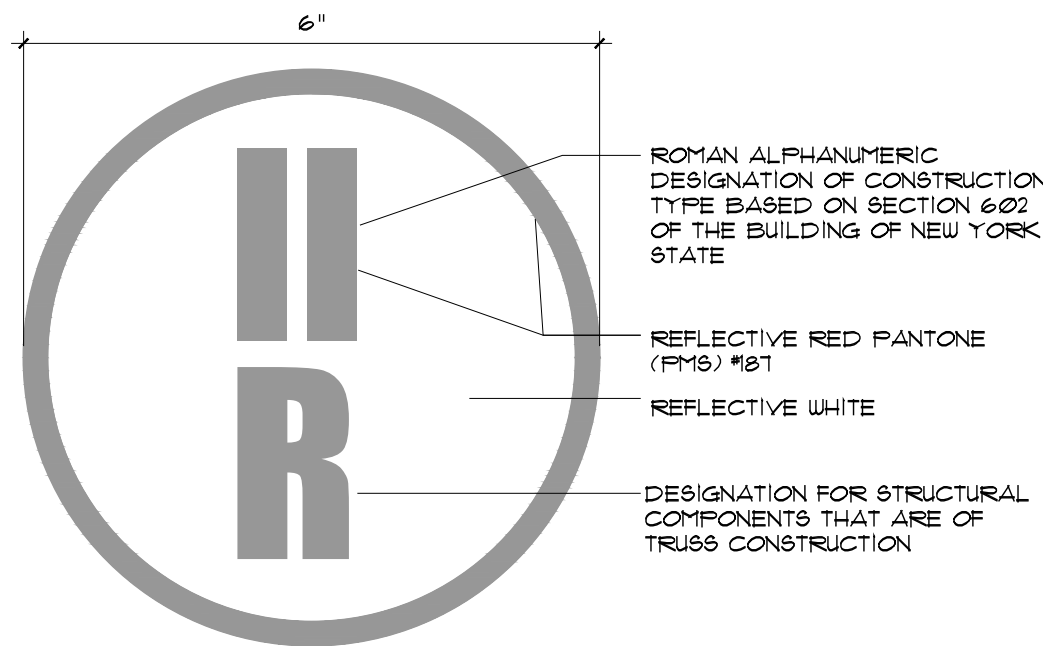 6"
ROMAN ALPHANUMERIC
DESIGNATION OF CONSTRUCTION
TYPE BASED ON SECTION 602
OF THE BUILDING OF NEW YORK
STATE
II
REFLECTIVE RED PANTONE
(PMS) #187
REFLECTIVE WHITE
R
DESIGNATION FOR STRUCTURAL
COMPONENTS THAT ARE OF
TRUSS CONSTRUCTION